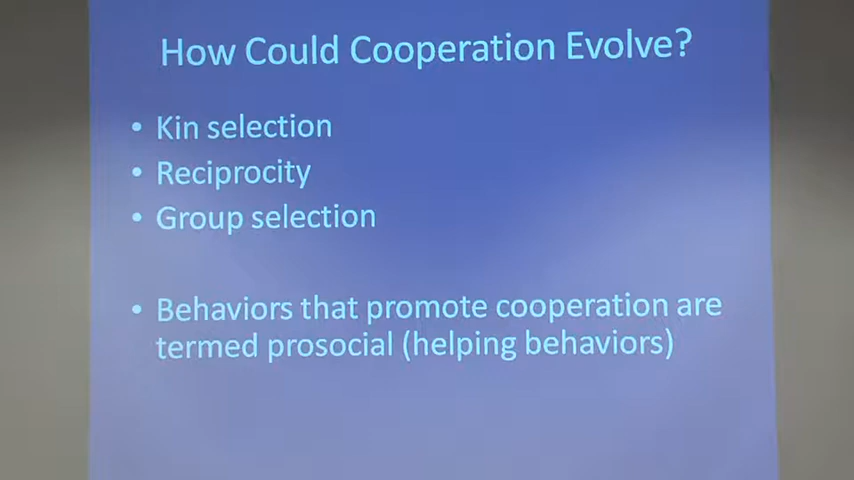 How Could Cooperation Evolve?
• Kin selection
• Reciprocity
• Group selection
• Behaviors that promote cooperation are
termed prosocial (helping behaviors)